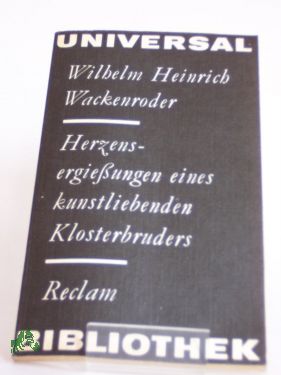 UNIVERSAL
Wilhelm Heinrich
Wackenroder
Herzens-
ergießungen eines
kunstliebenden
Klosterbruders
Reclam
BIBLIOTHEK